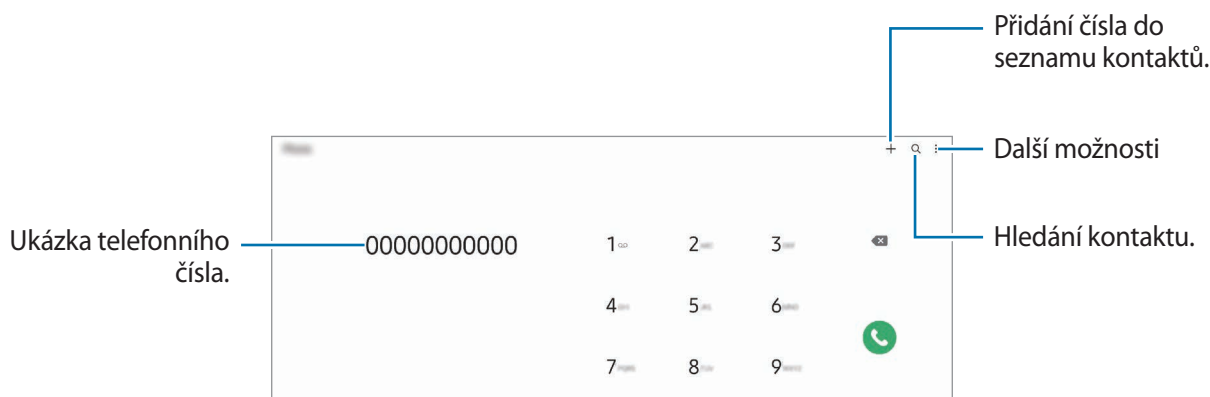 Přidání čísla do
seznamu kontaktů.
Další možnosti
Ukázka telefonního
čísla.
00000000000
1 2 3
Hledání kontaktu.
4 5 6
7 8 9